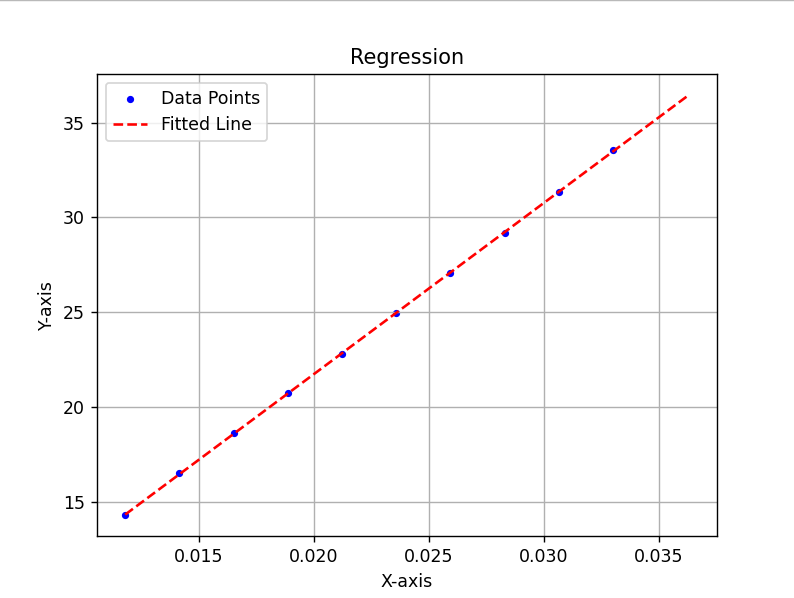 Regression
Data Points
Fitted Line
35
30
25
20
15
Y-axis
0.015 0.020 0.025 0.030 0.035
X-axis